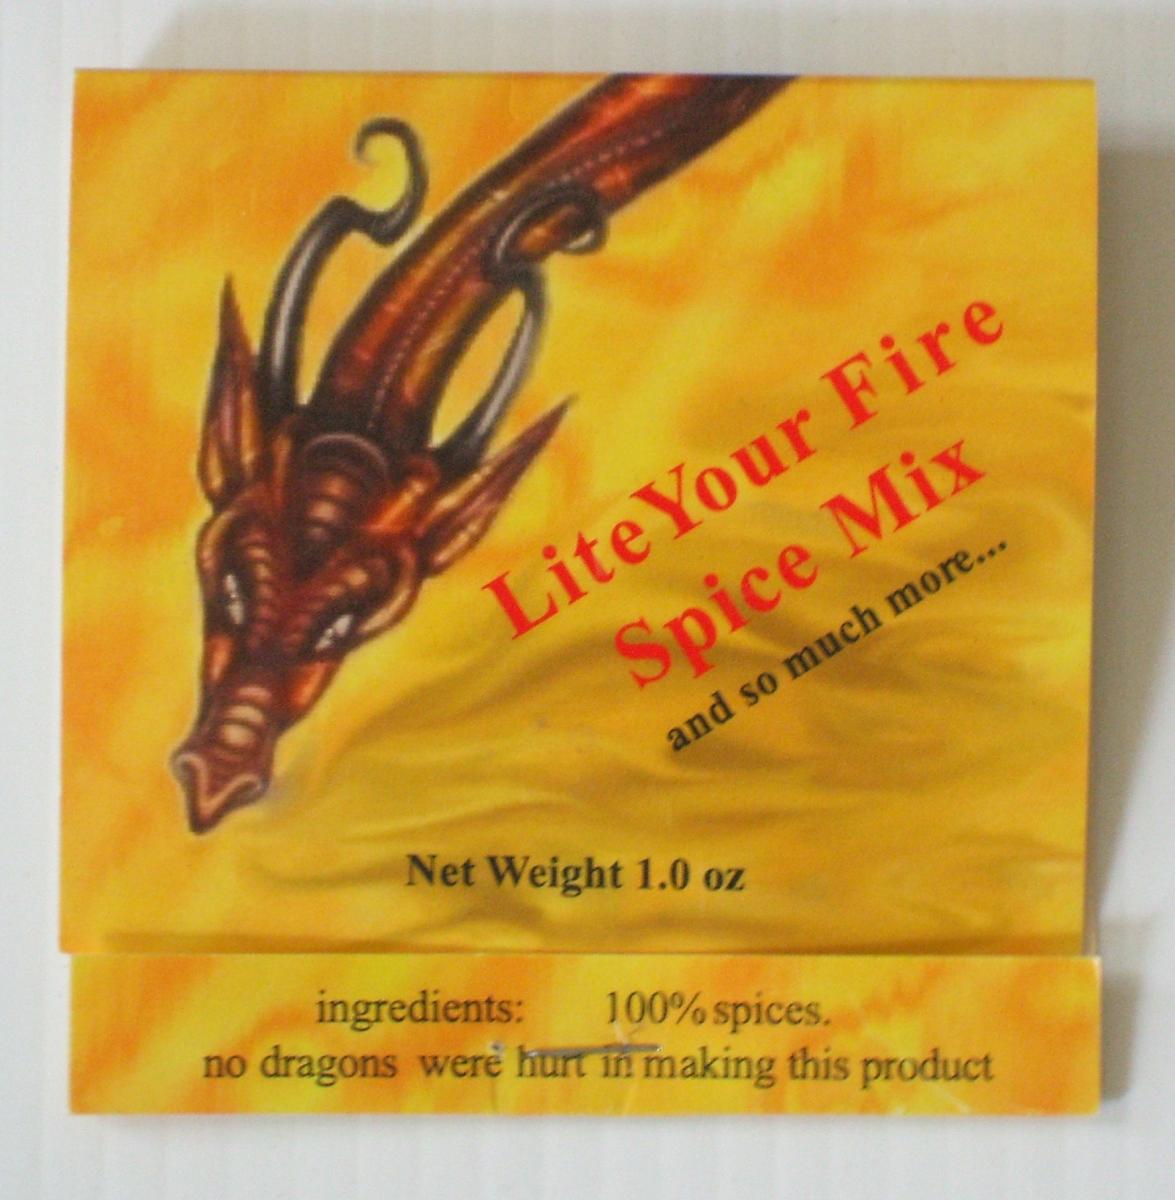 Lite Your Fire
Spice Mix
and so much more...
Net Weight 1.0 oz
ingredients: 100% spices.
no dragons were hurt in making this product